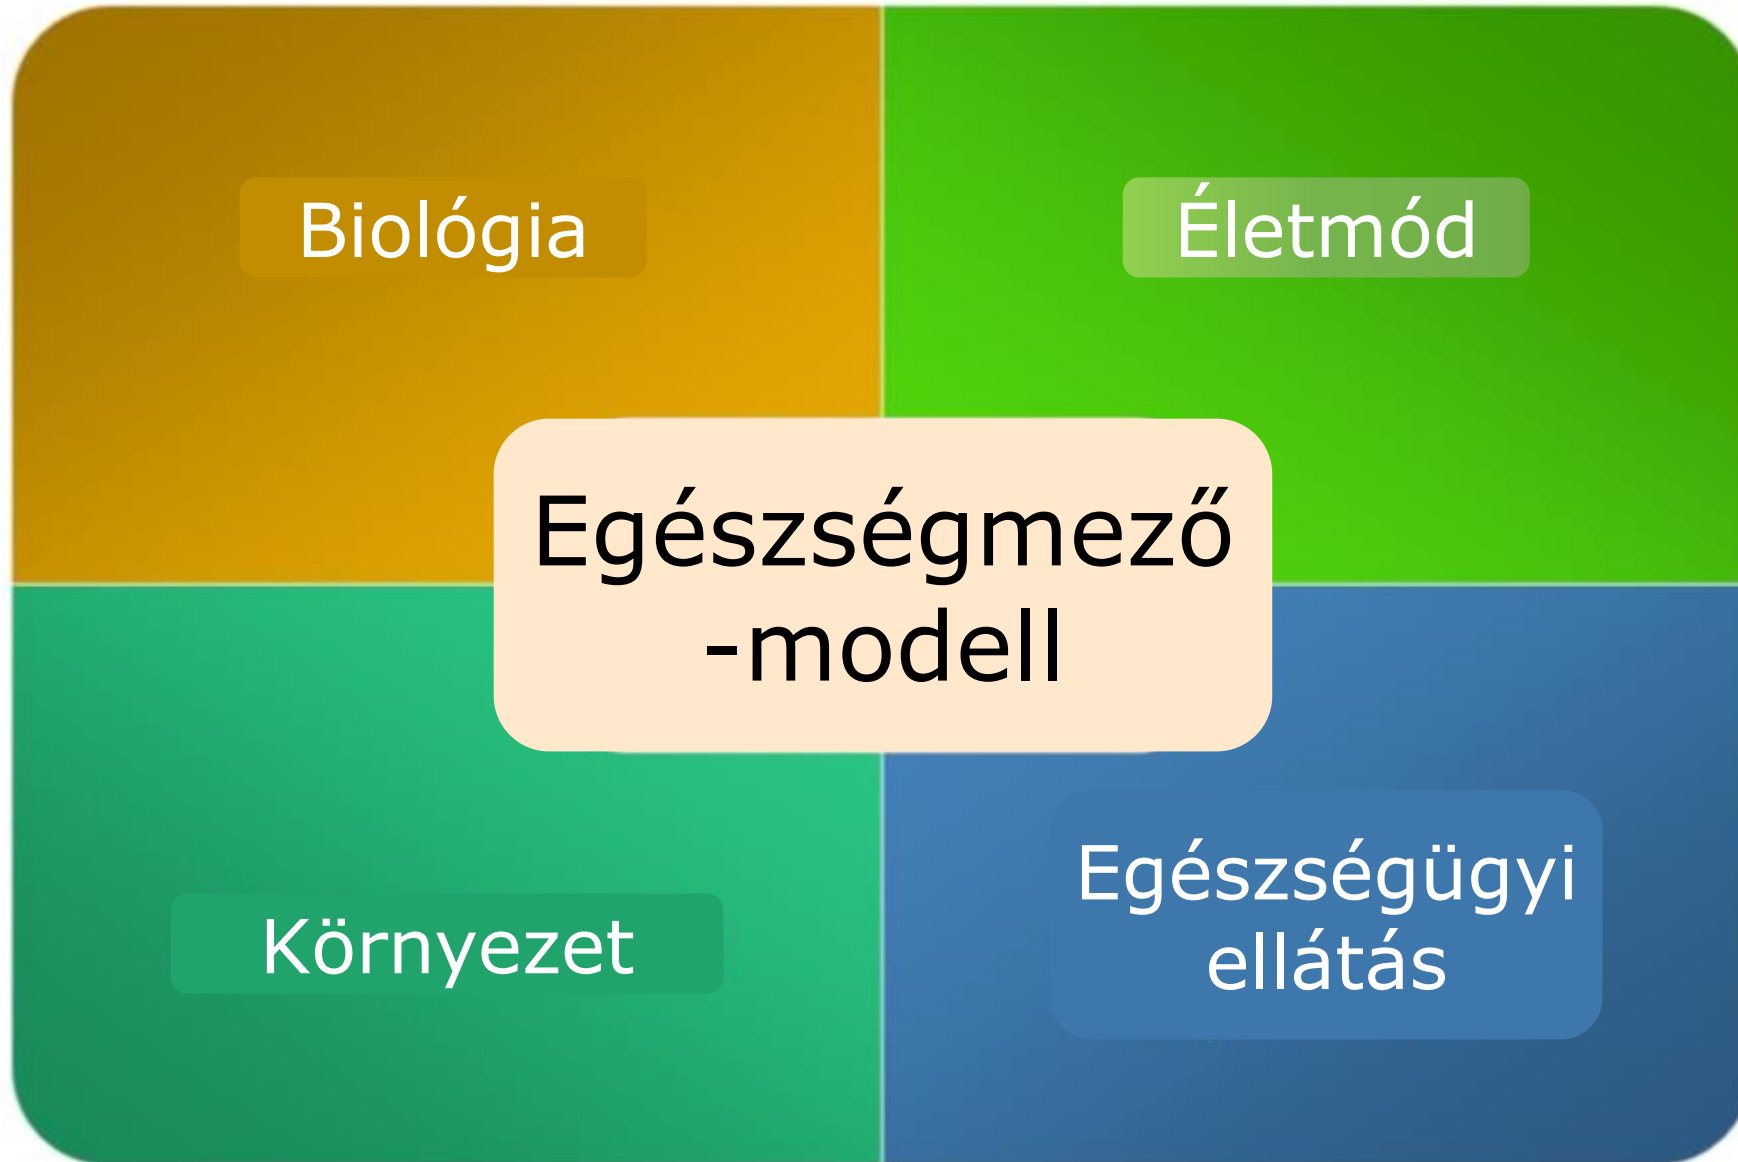 Biológia
Életmód
Egészségmező
-modell
Környezet
Egészségügyi
ellátás